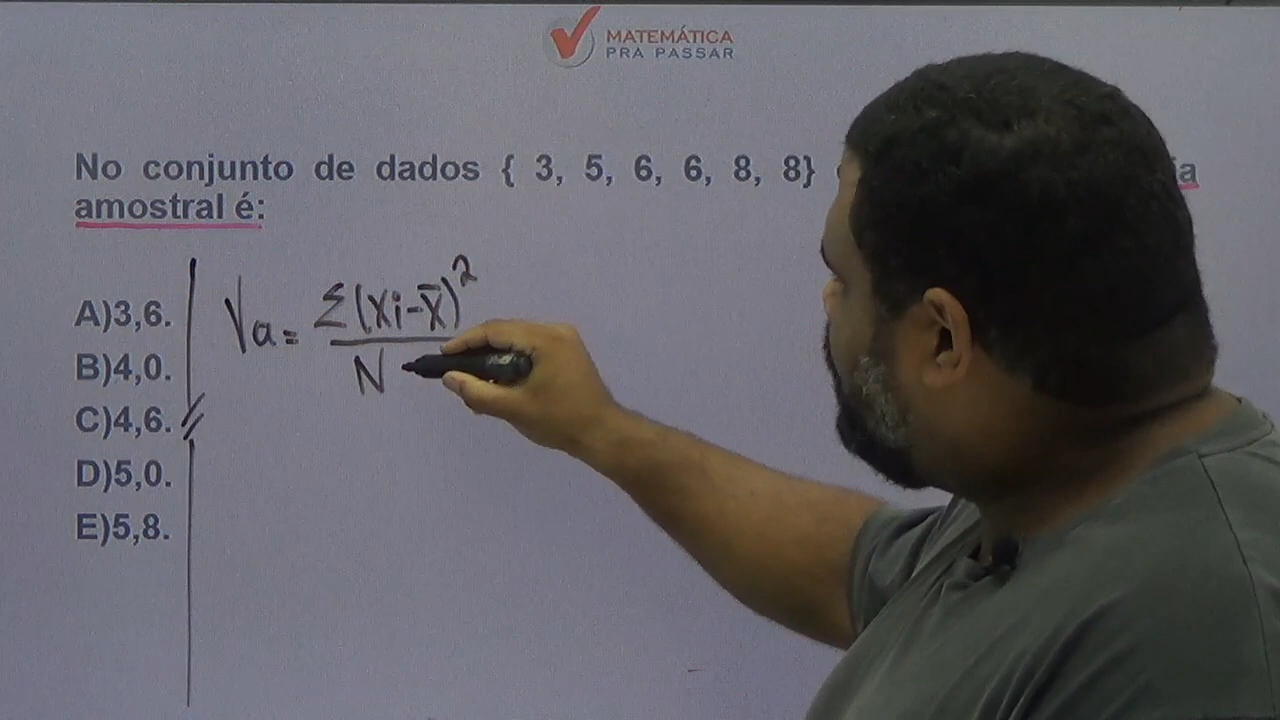 MATEMÁTICA
PRA PASSAR
No conjunto de dados { 3, 5, 6, 6, 8, 8}
amostral é:
A)3,6.
B)4,0.
C)4,6.
D)5,0.
E)5,8.
Va = Σ(xi-x̄)²
N